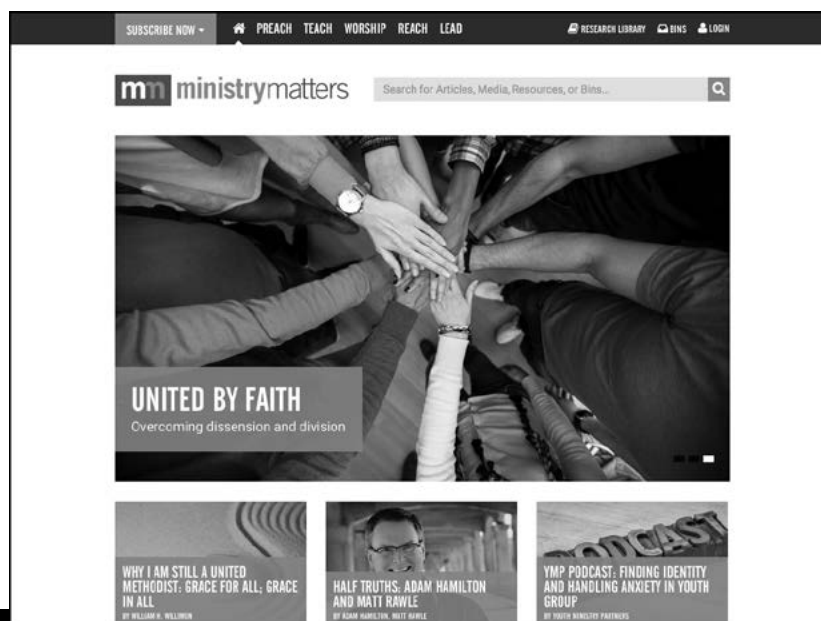 SUBSCRIBE NOW PREACH TEACH WORSHIP REACH LEAD RESEARCH LIBRARY BINS LOGIN
mm ministrymatters
Search for Articles, Media, Resources, or Bins...
UNITED BY FAITH
Overcoming dissension and division
WHY I AM STILL A UNITED
METHODIST: GRACE FOR ALL; GRACE
IN ALL
BY WILLIAM H. WILLIMON
HALF TRUTHS: ADAM HAMILTON
AND MATT RAWLE
BY ADAM HAMILTON, MATT RAWLE
PODCAST
YMP PODCAST: FINDING IDENTITY
AND HANDLING ANXIETY IN YOUTH
GROUP
BY YOUTH MINISTRY PARTNERS